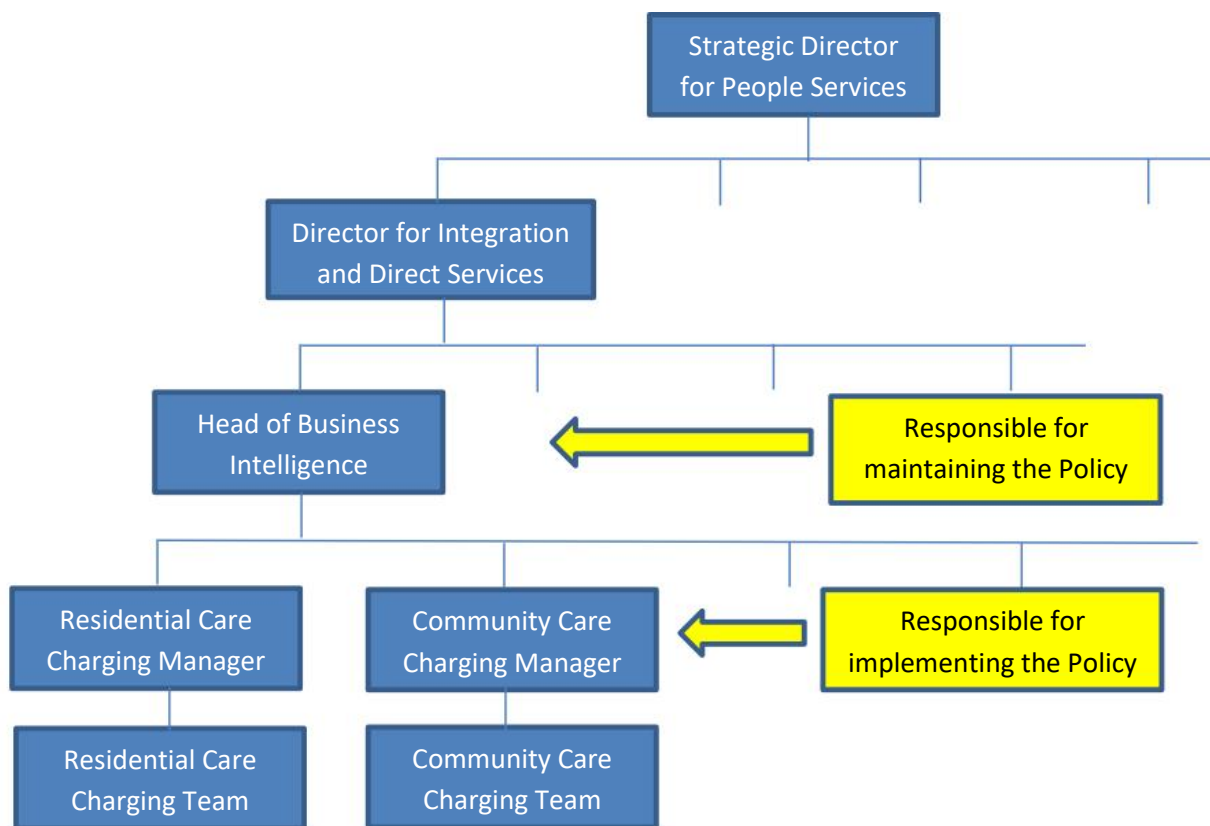 Strategic Director
for People Services
Director for Integration
and Direct Services
Head of Business
Intelligence
Responsible for
maintaining the Policy
Residential Care
Charging Manager
Community Care
Charging Manager
Responsible for
implementing the Policy
Residential Care
Charging Team
Community Care
Charging Team